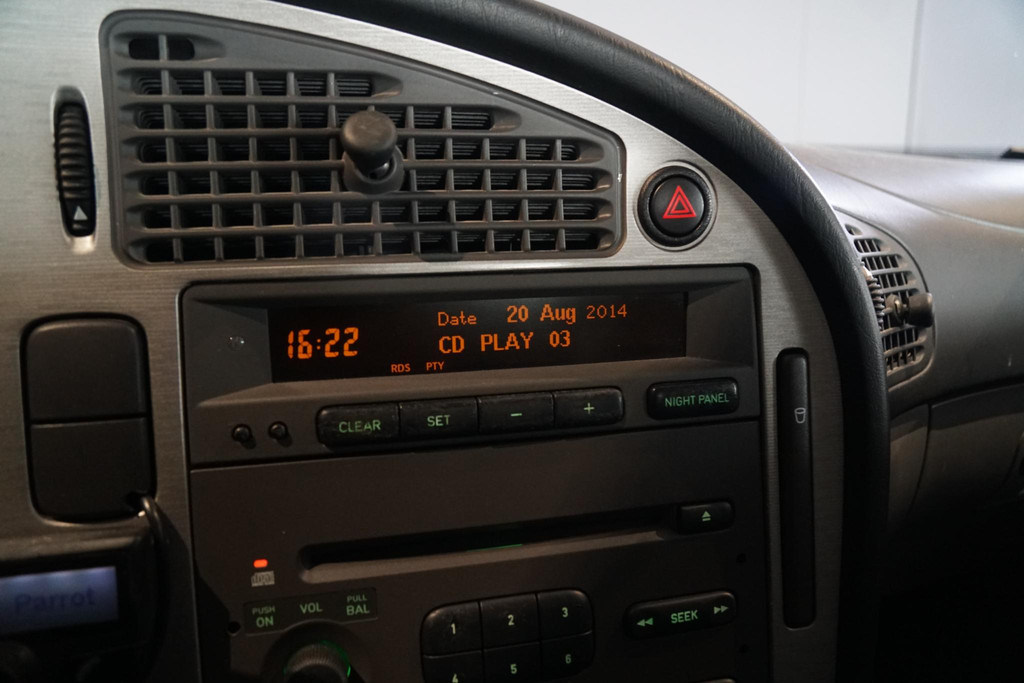 Date 20 Aug 2014
16:22 CD PLAY 03
RDS PTY
CLEAR SET - + NIGHT PANEL
PUSH ON VOL PULL BAL
1 2 3
SEEK
4 5 6
Parrot